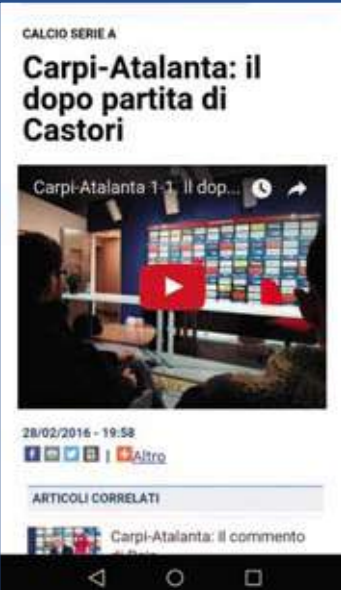 CALCIO SERIE A
Carpi-Atalanta: il
dopo partita di
Castori
Carpi-Atalanta 1-1, Il dop...
28/02/2016 - 19:58
| Altro
ARTICOLI CORRELATI
Carpi-Atalanta: il commento
di